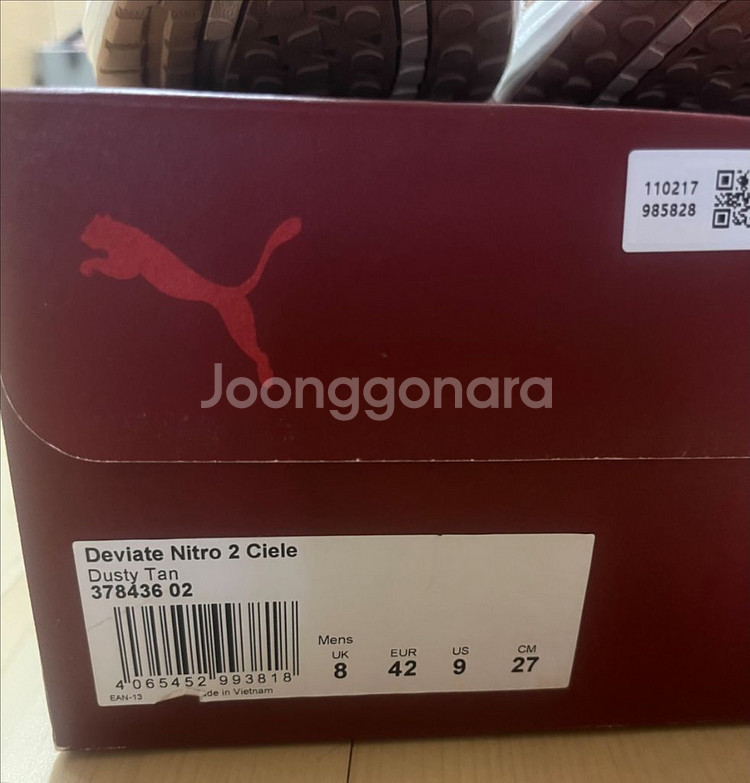 110217
985828
Joonggonara
Deviate Nitro 2 Ciele
Dusty Tan
378436 02
Mens
UK EUR US CM
8 42 9 27
4 065452 993818
EAN-13 de in Vietnam